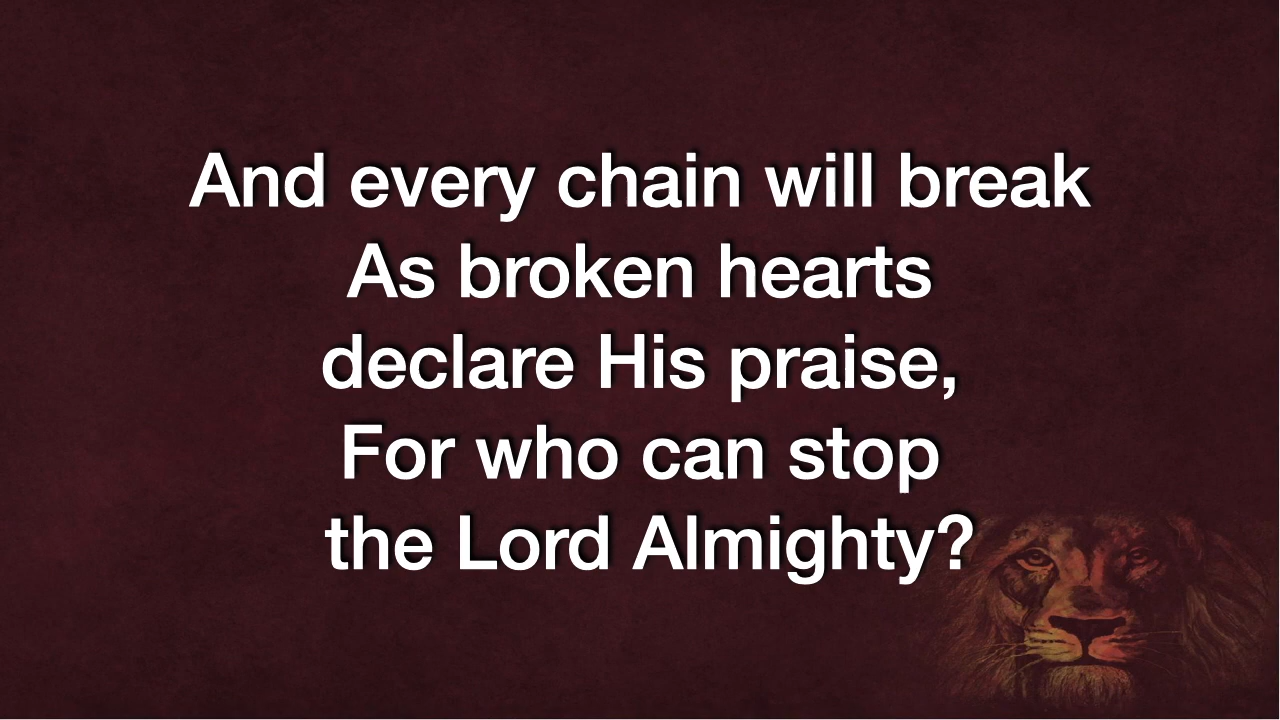 And every chain will break
As broken hearts
declare His praise,
For who can stop
the Lord Almighty?